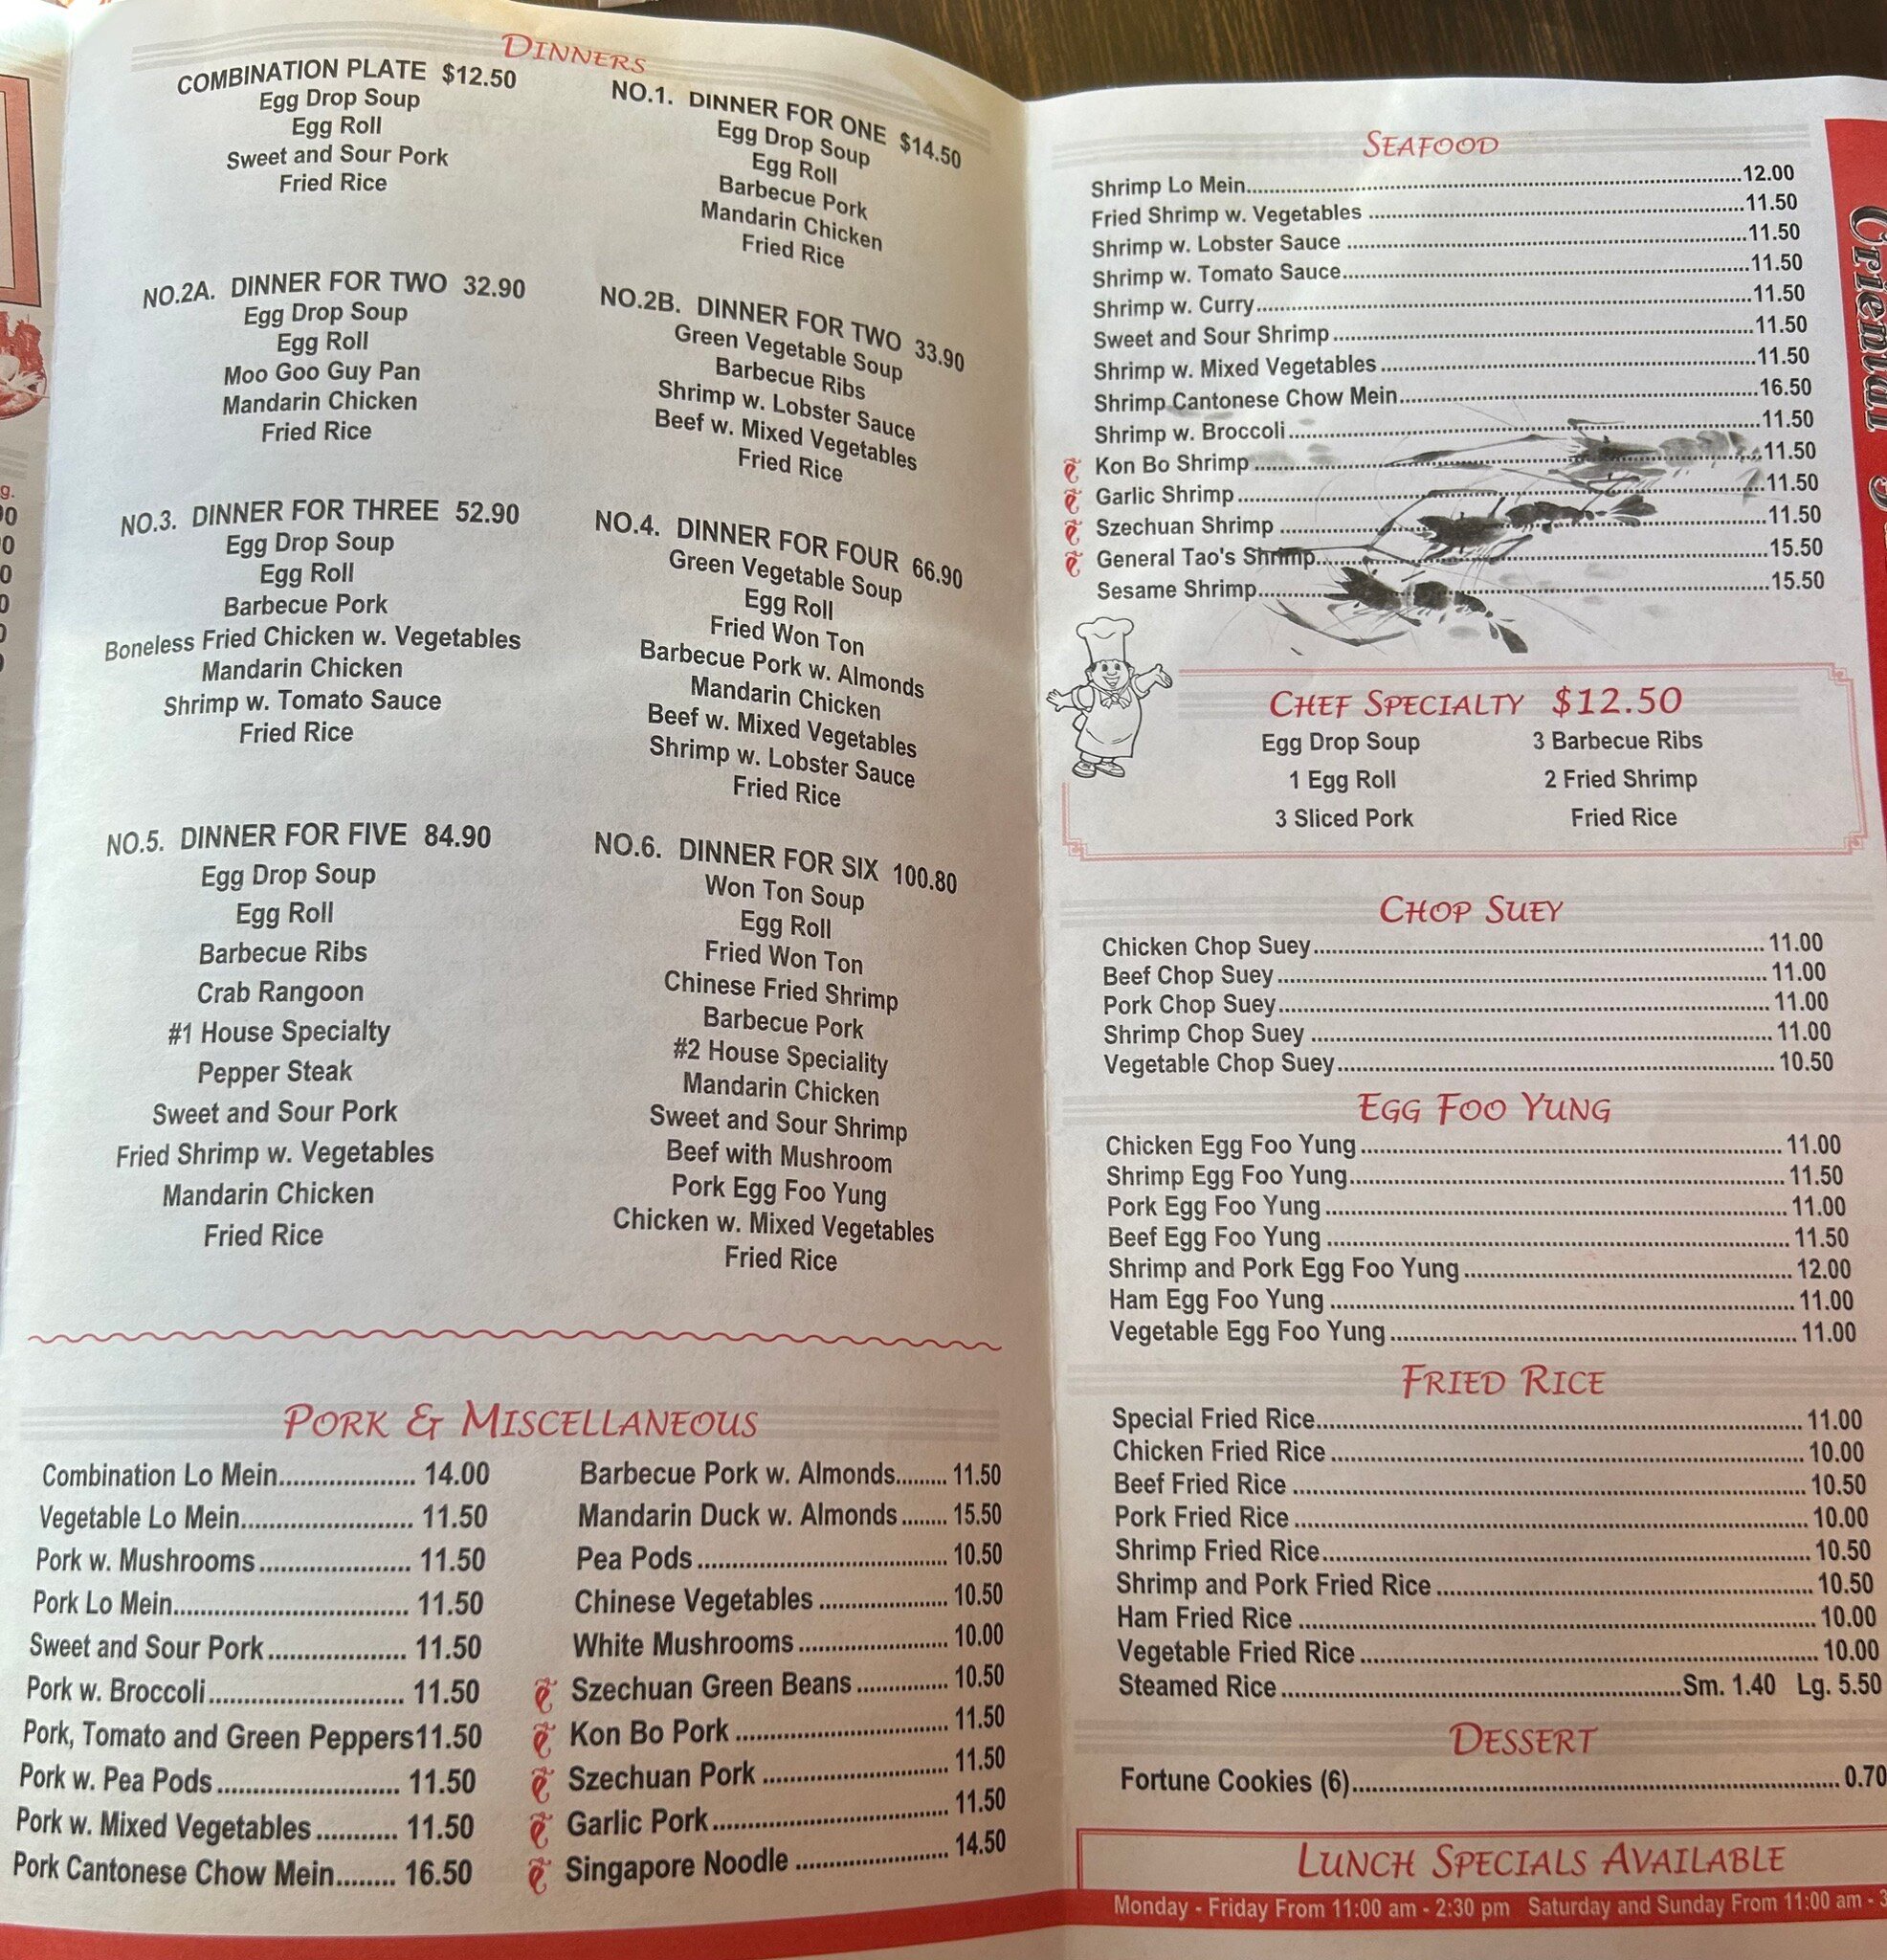 DINNERS
COMBINATION PLATE $12.50
Egg Drop Soup
Egg Roll
Sweet and Sour Pork
Fried Rice
NO.1. DINNER FOR ONE $14.50
Egg Drop Soup
Egg Roll
Barbecue Pork
Mandarin Chicken
Fried Rice
NO.2A. DINNER FOR TWO 32.90
Egg Drop Soup
Egg Roll
Moo Goo Guy Pan
Mandarin Chicken
Fried Rice
NO.2B. DINNER FOR TWO 33.90
Green Vegetable Soup
Barbecue Ribs
Shrimp w. Lobster Sauce
Beef w. Mixed Vegetables
Fried Rice
NO.3. DINNER FOR THREE 52.90
Egg Drop Soup
Egg Roll
Barbecue Pork
Boneless Fried Chicken w. Vegetables
Mandarin Chicken
Shrimp w. Tomato Sauce
Fried Rice
NO.4. DINNER FOR FOUR 66.90
Green Vegetable Soup
Egg Roll
Fried Won Ton
Barbecue Pork w. Almonds
Mandarin Chicken
Beef w. Mixed Vegetables
Shrimp w. Lobster Sauce
Fried Rice
NO.5. DINNER FOR FIVE 84.90
Egg Drop Soup
Egg Roll
Barbecue Ribs
Crab Rangoon
#1 House Specialty
Pepper Steak
Sweet and Sour Pork
Fried Shrimp w. Vegetables
Mandarin Chicken
Fried Rice
NO.6. DINNER FOR SIX 100.80
Won Ton Soup
Egg Roll
Fried Won Ton
Chinese Fried Shrimp
Barbecue Pork
#2 House Speciality
Mandarin Chicken
Sweet and Sour Shrimp
Beef with Mushroom
Pork Egg Foo Yung
Chicken w. Mixed Vegetables
Fried Rice
PORK & MISCELLANEOUS
Combination Lo Mein.................... 14.00
Vegetable Lo Mein......................... 11.50
Pork w. Mushrooms...................... 11.50
Pork Lo Mein.................................. 11.50
Sweet and Sour Pork.................... 11.50
Pork w. Broccoli............................ 11.50
Pork, Tomato and Green Peppers11.50
Pork w. Pea Pods.......................... 11.50
Pork w. Mixed Vegetables........... 11.50
Pork Cantonese Chow Mein........ 16.50
Barbecue Pork w. Almonds......... 11.50
Mandarin Duck w. Almonds........ 15.50
Pea Pods..................................... 10.50
Chinese Vegetables................... 10.50
White Mushrooms...................... 10.00
Szechuan Green Beans.............. 10.50
Kon Bo Pork................................ 11.50
Szechuan Pork............................ 11.50
Garlic Pork................................... 11.50
Singapore Noodle....................... 14.50
SEAFOOD
Shrimp Lo Mein....................12.00
Fried Shrimp w. Vegetables....................11.50
Shrimp w. Lobster Sauce....................11.50
Shrimp w. Tomato Sauce....................11.50
Shrimp w. Curry....................11.50
Sweet and Sour Shrimp....................11.50
Shrimp w. Mixed Vegetables....................11.50
Shrimp Cantonese Chow Mein....................16.50
Shrimp w. Broccoli....................11.50
Kon Bo Shrimp....................11.50
Garlic Shrimp....................11.50
Szechuan Shrimp....................11.50
General Tao's Shrimp....................15.50
Sesame Shrimp....................15.50
CHEF SPECIALTY $12.50
Egg Drop Soup 3 Barbecue Ribs
1 Egg Roll 2 Fried Shrimp
3 Sliced Pork Fried Rice
CHOP SUEY
Chicken Chop Suey.................... 11.00
Beef Chop Suey.................... 11.00
Pork Chop Suey.................... 11.00
Shrimp Chop Suey.................... 11.00
Vegetable Chop Suey.................... 10.50
EGG FOO YUNG
Chicken Egg Foo Yung.................... 11.00
Shrimp Egg Foo Yung.................... 11.50
Pork Egg Foo Yung.................... 11.00
Beef Egg Foo Yung.................... 11.50
Shrimp and Pork Egg Foo Yung.................... 12.00
Ham Egg Foo Yung.................... 11.00
Vegetable Egg Foo Yung.................... 11.00
FRIED RICE
Special Fried Rice.................... 11.00
Chicken Fried Rice.................... 10.00
Beef Fried Rice.................... 10.50
Pork Fried Rice.................... 10.00
Shrimp Fried Rice.................... 10.50
Shrimp and Pork Fried Rice.................... 10.50
Ham Fried Rice.................... 10.00
Vegetable Fried Rice.................... 10.00
Steamed Rice....................Sm. 1.40 Lg. 5.50
DESSERT
Fortune Cookies (6).................... 0.70
LUNCH SPECIALS AVAILABLE
Monday - Friday From 11:00 am - 2:30 pm Saturday and Sunday From 11:00 am - 3
Oriental